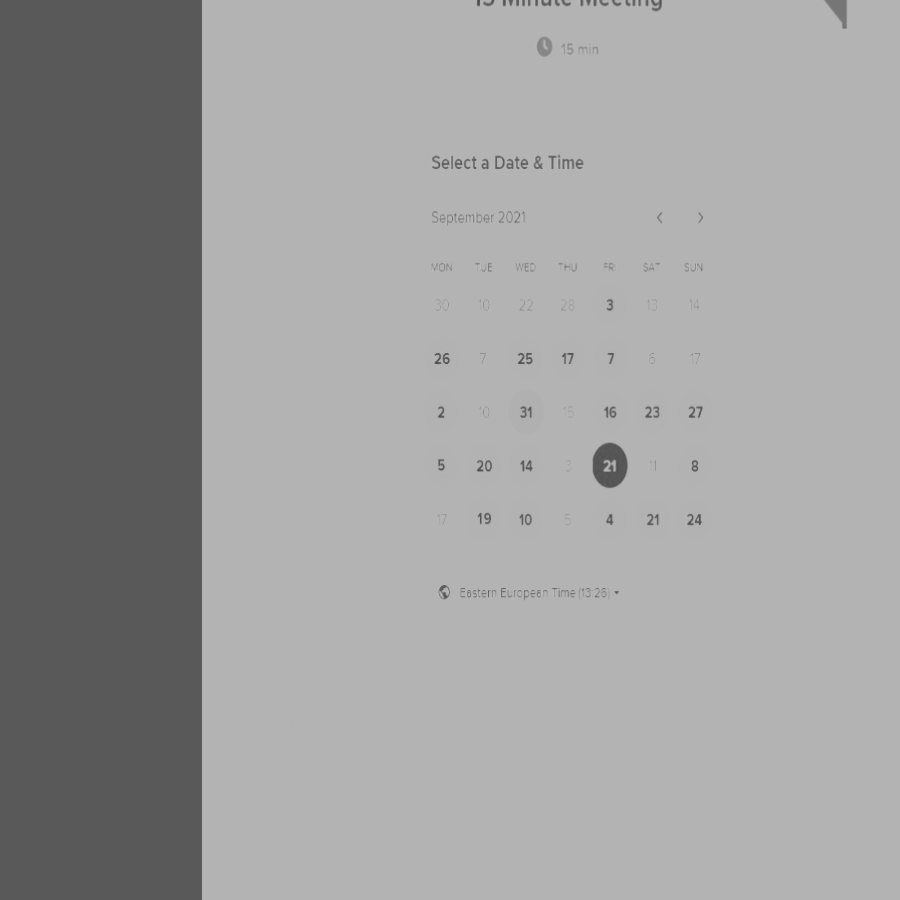 15 Minute Meeting
15 min
Select a Date & Time
September 2021
MON TUE WED THU FRI SAT SUN
30 10 22 28 3 13 14
26 7 25 17 7 6 17
2 10 31 15 16 23 27
5 20 14 3 21 11 8
17 19 10 5 4 21 24
Eastern European Time (13:26)